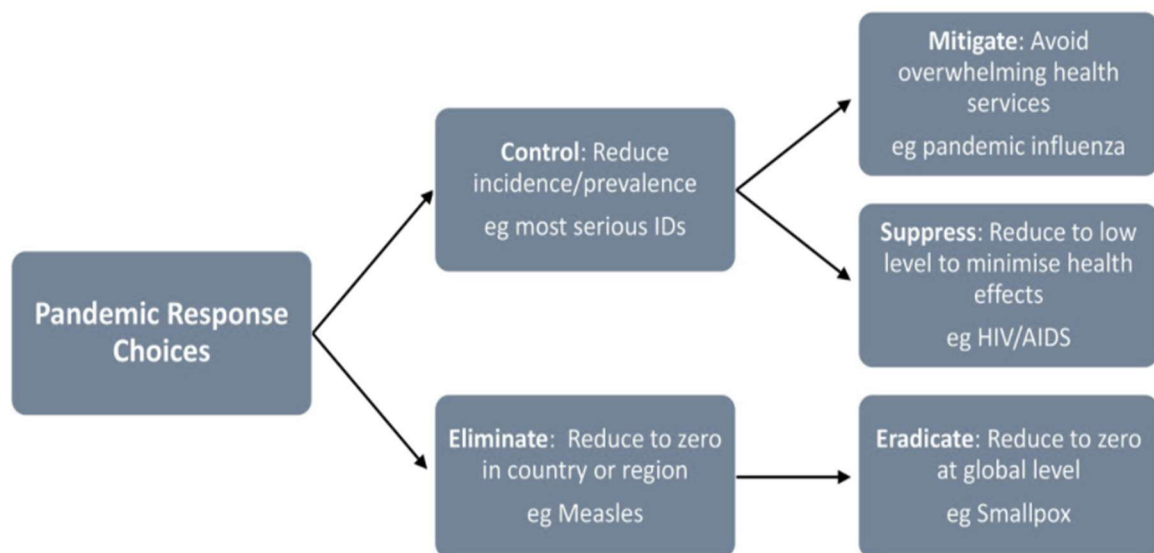 Pandemic Response
Choices
Control: Reduce
incidence/prevalence
eg most serious IDs
Mitigate: Avoid
overwhelming health
services
eg pandemic influenza
Suppress: Reduce to low
level to minimise health
effects
eg HIV/AIDS
Eliminate: Reduce to zero
in country or region
eg Measles
Eradicate: Reduce to zero
at global level
eg Smallpox